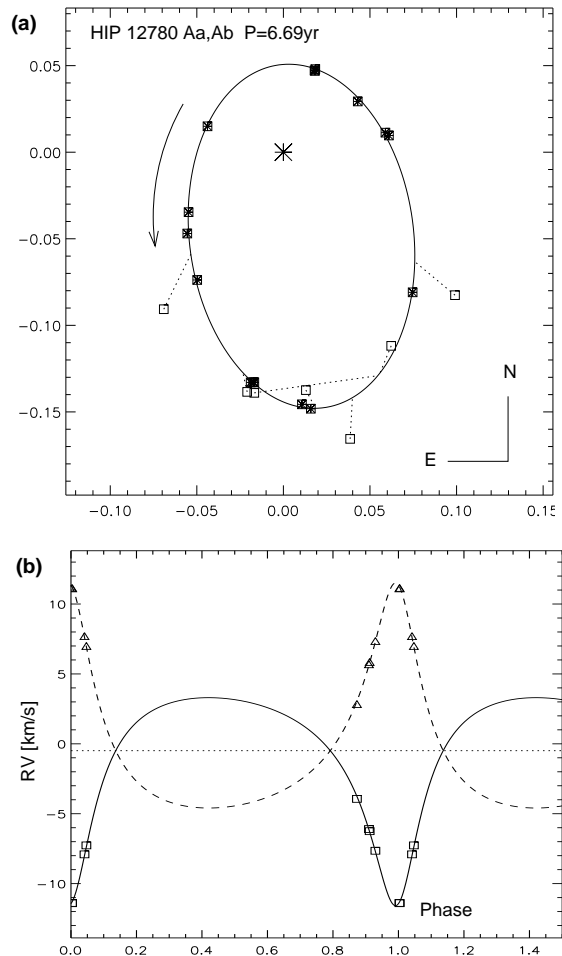 (a)
HIP 12780 Aa,Ab P=6.69yr
0.05
0.00
−0.05
−0.10
−0.15
N
E
−0.10 −0.05 0.00 0.05 0.10 0.15
(b)
10
5
0
−5
−10
RV [km/s]
Phase
0.0 0.2 0.4 0.6 0.8 1.0 1.2 1.4